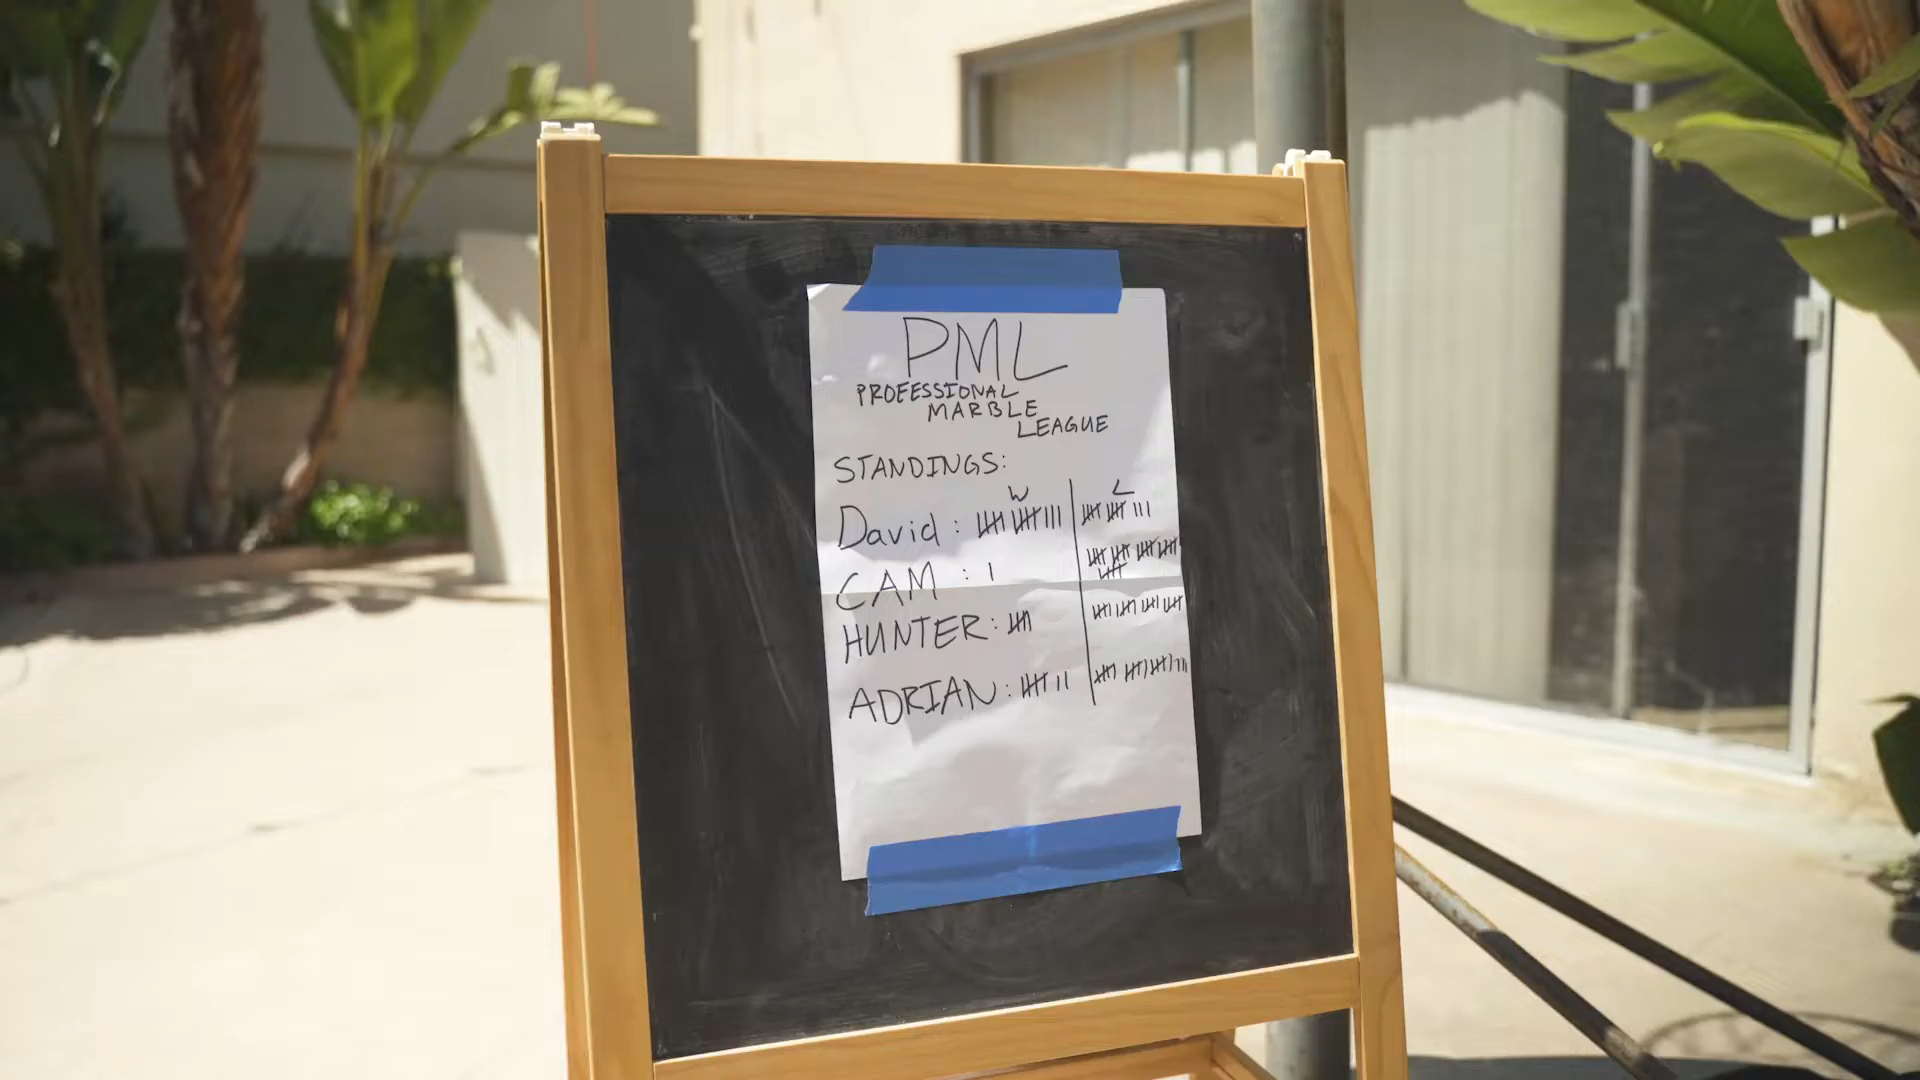 PML
PROFESSIONAL
MARBLE
LEAGUE
STANDINGS:
W L
David : 𝍸 𝍸 ||| | 𝍸 𝍸 |||
CAM : | | 𝍸 𝍸 𝍸 𝍸 𝍸
HUNTER : 𝍸 | 𝍸 𝍸 𝍸 𝍸
ADRIAN : 𝍸 || | 𝍸 𝍸 𝍸 |||